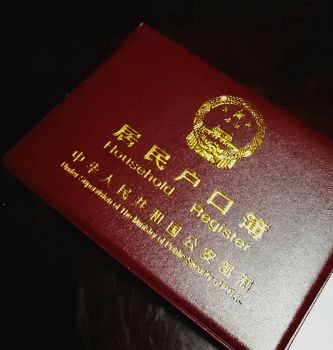 居民户口簿
Household Register
中华人民共和国公安部制
Under Supervision of The Ministry of Public Security of P.R.C.